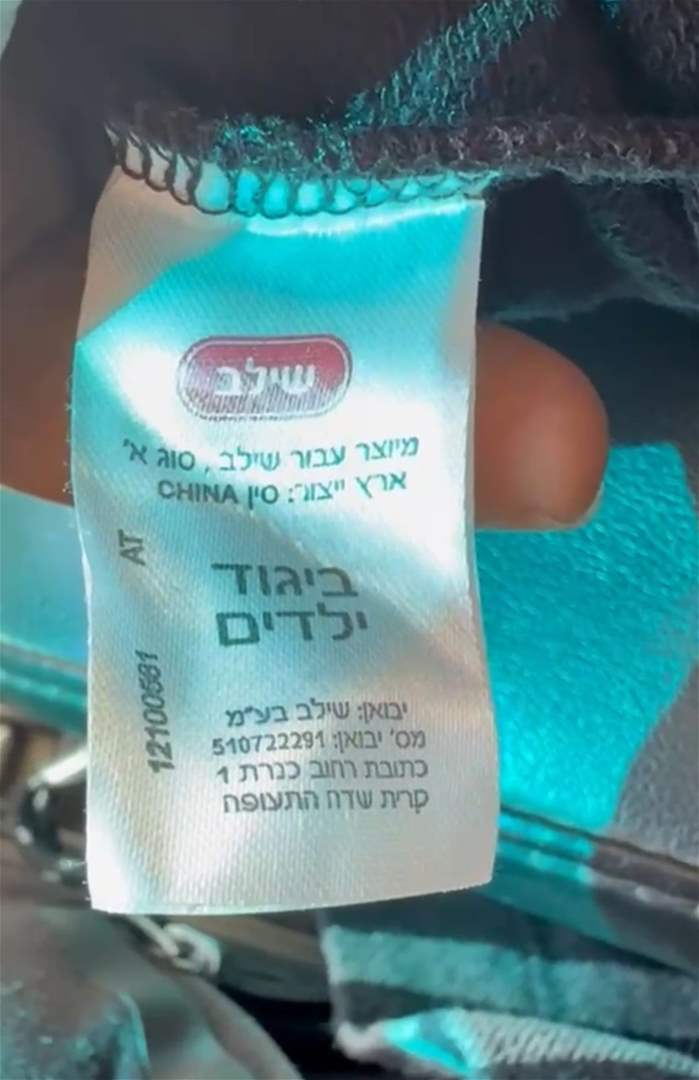 שילב
מיוצר עבור שילב, סוג א'
ארץ ייצור: סין CHINA
AT
ביגוד
ילדים
12100581
יבואן: שילב בע"מ
מס' יבואן: 510722291
כתובת רחוב כנרת 1
קרית שדה התעופה